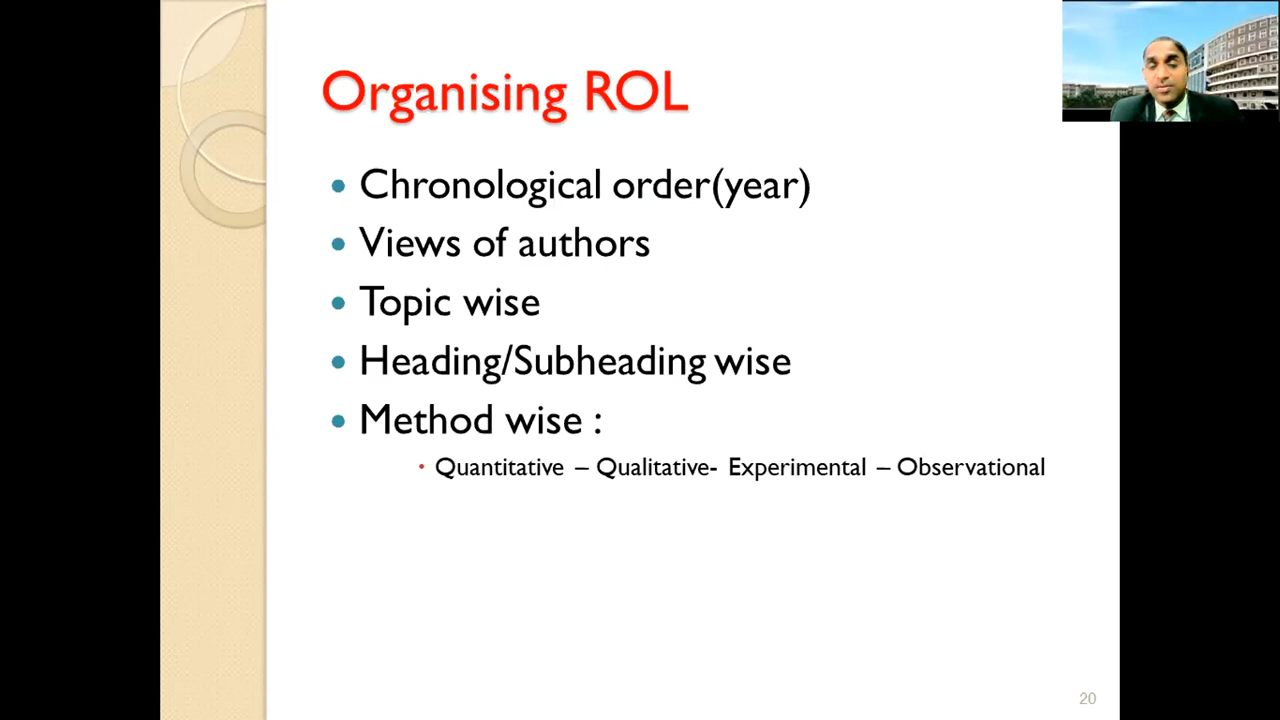 Organising ROL
• Chronological order(year)
• Views of authors
• Topic wise
• Heading/Subheading wise
• Method wise :
• Quantitative – Qualitative- Experimental – Observational
20